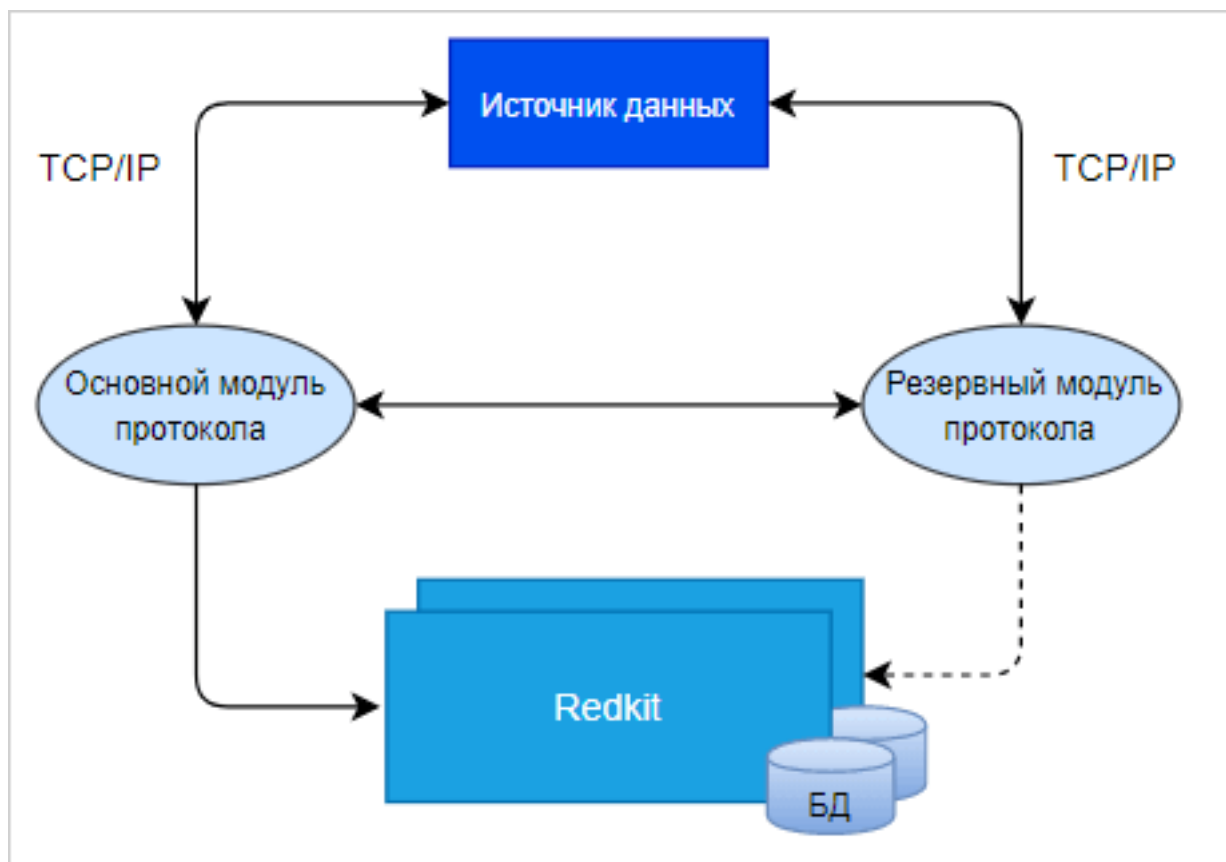 Источник данных
TCP/IP
TCP/IP
Основной модуль
протокола
Резервный модуль
протокола
Redkit
БД